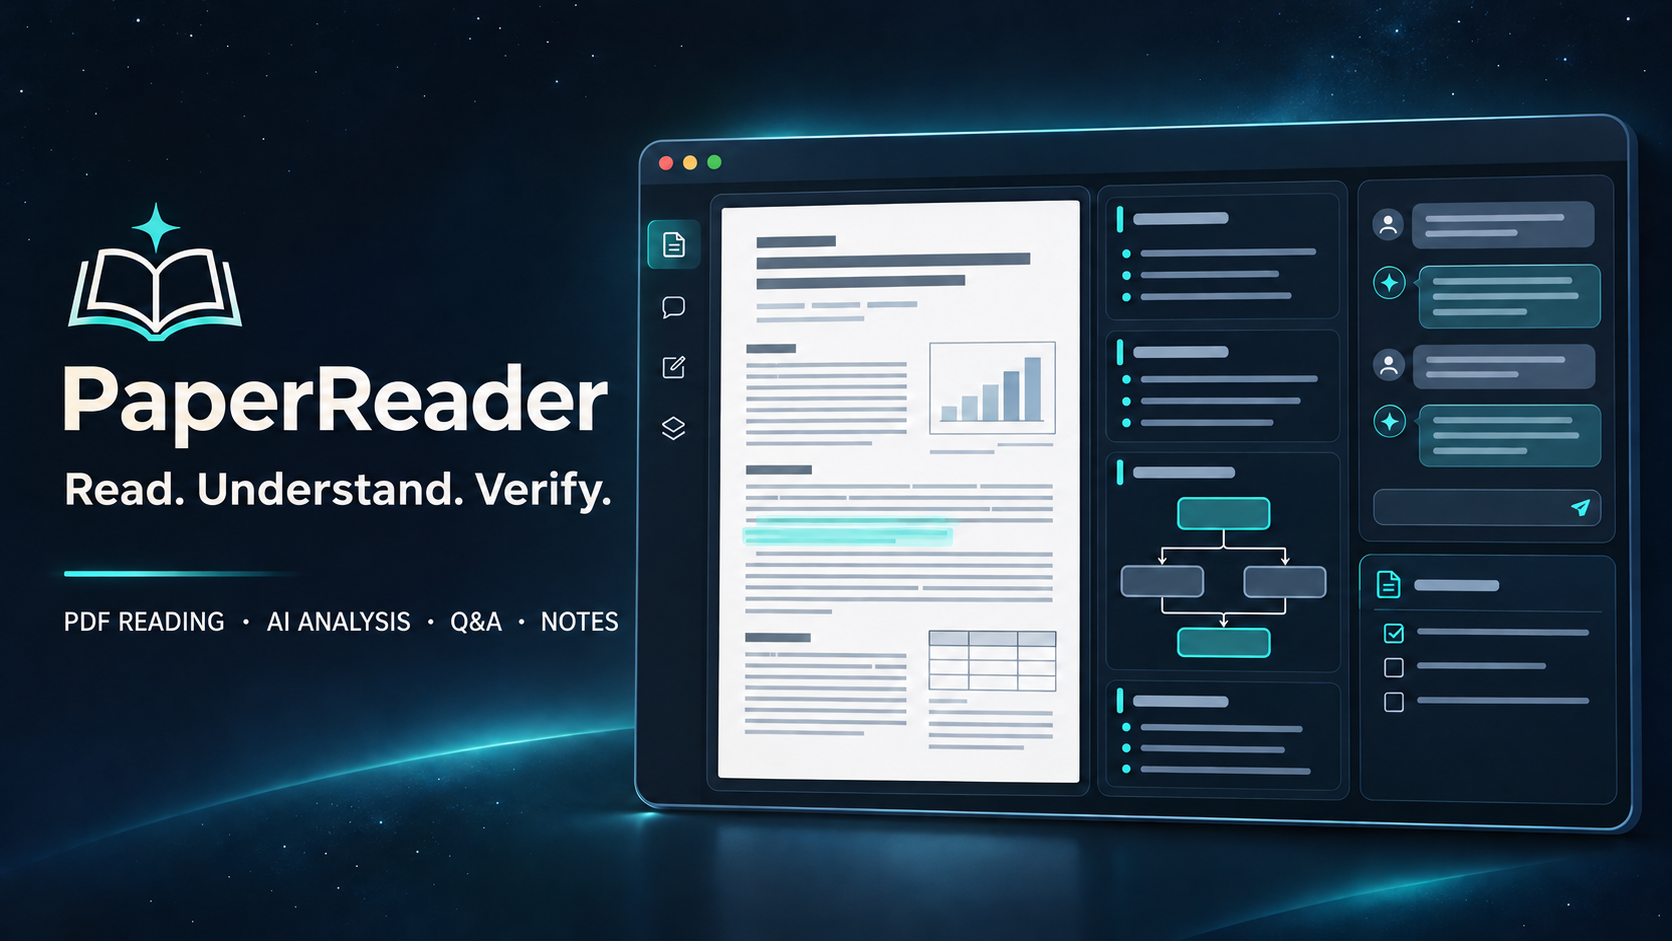 PaperReader
Read. Understand. Verify.
PDF READING • AI ANALYSIS • Q&A • NOTES